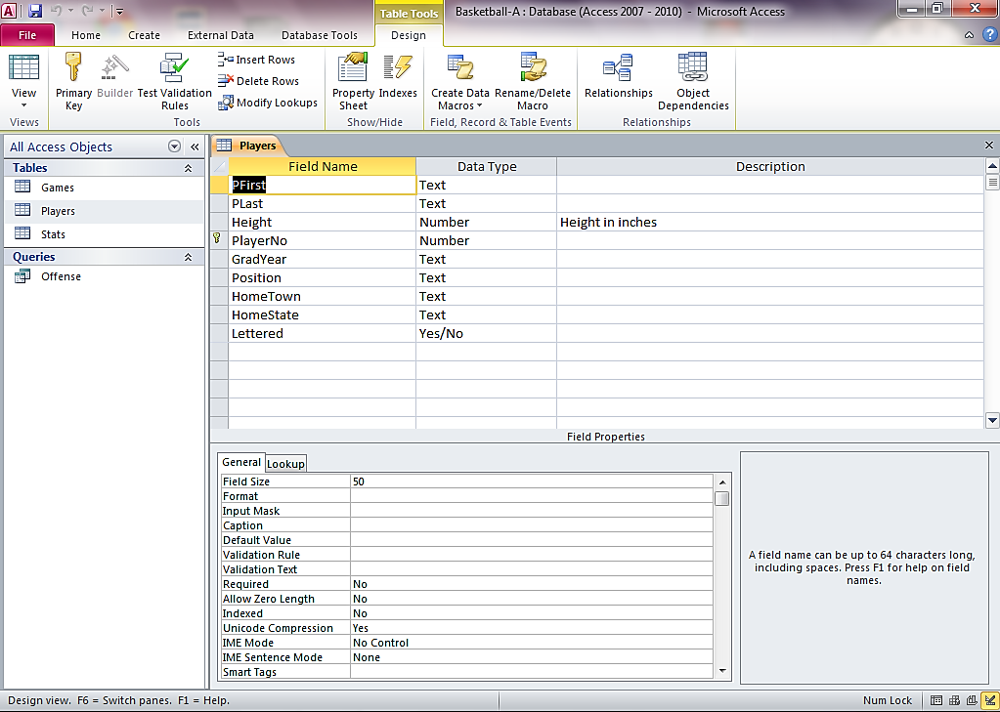 Table Tools
Basketball-A : Database (Access 2007 - 2010) - Microsoft Access
File Home Create External Data Database Tools Design
View
Primary Key
Builder
Test Validation Rules
Insert Rows
Delete Rows
Modify Lookups
Property Sheet
Indexes
Create Data Macros
Rename/Delete Macro
Relationships
Object Dependencies
Views Tools Show/Hide Field, Record & Table Events Relationships
All Access Objects
Tables
Games
Players
Stats
Queries
Offense
Players
Field Name Data Type Description
PFirst Text
PLast Text
Height Number Height in inches
PlayerNo Number
GradYear Text
Position Text
HomeTown Text
HomeState Text
Lettered Yes/No
Field Properties
General Lookup
Field Size 50
Format
Input Mask
Caption
Default Value
Validation Rule
Validation Text
Required No
Allow Zero Length No
Indexed No
Unicode Compression Yes
IME Mode No Control
IME Sentence Mode None
Smart Tags
A field name can be up to 64 characters long,
including spaces. Press F1 for help on field
names.
Design view. F6 = Switch panes. F1 = Help.
Num Lock